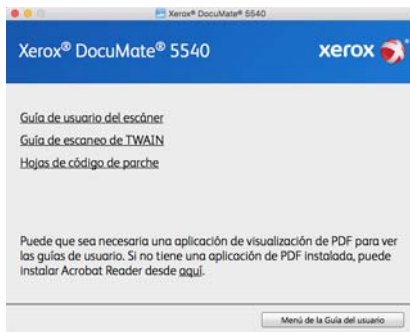 Xerox® DocuMate® 5540
Xerox® DocuMate® 5540
xerox
Guía de usuario del escáner
Guía de escaneo de TWAIN
Hojas de código de parche
Puede que sea necesaria una aplicación de visualización de PDF para ver
las guías de usuario. Si no tiene una aplicación de PDF instalada, puede
instalar Acrobat Reader desde aquí.
Menú de la Guía del usuario